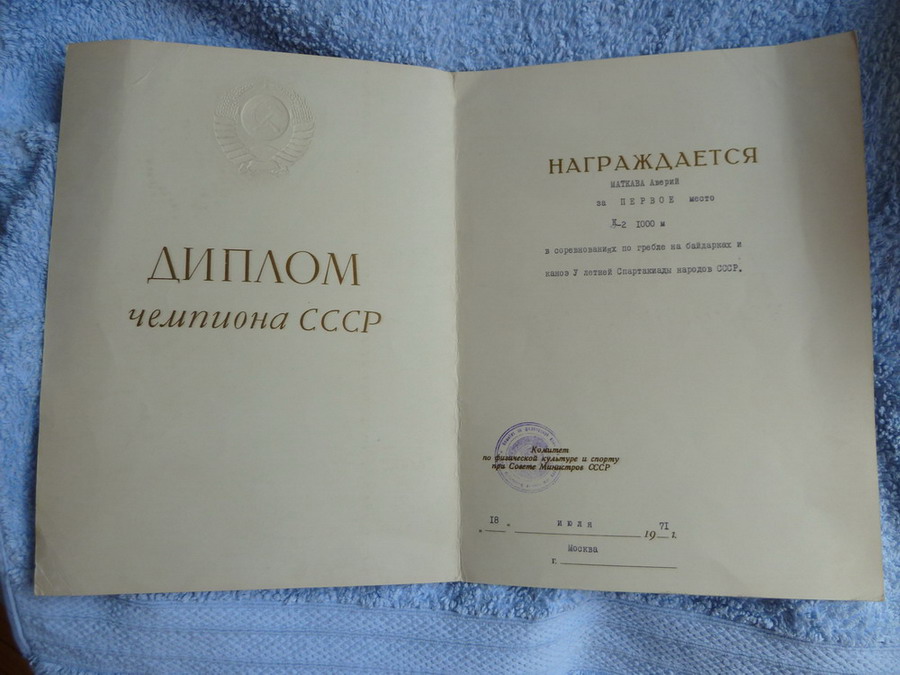 ДИПЛОМ
чемпиона СССР
НАГРАЖДАЕТСЯ
МАТКАВА Аверий
за ПЕРВОЕ место
К-2 1000 м
в соревнованиях по гребле на байдарках и
каноэ У летней Спартакиады народов СССР.
Комитет
по физической культуре и спорту
при Совете Министров СССР
„ 18 " июля 1971 г.
г. Москва